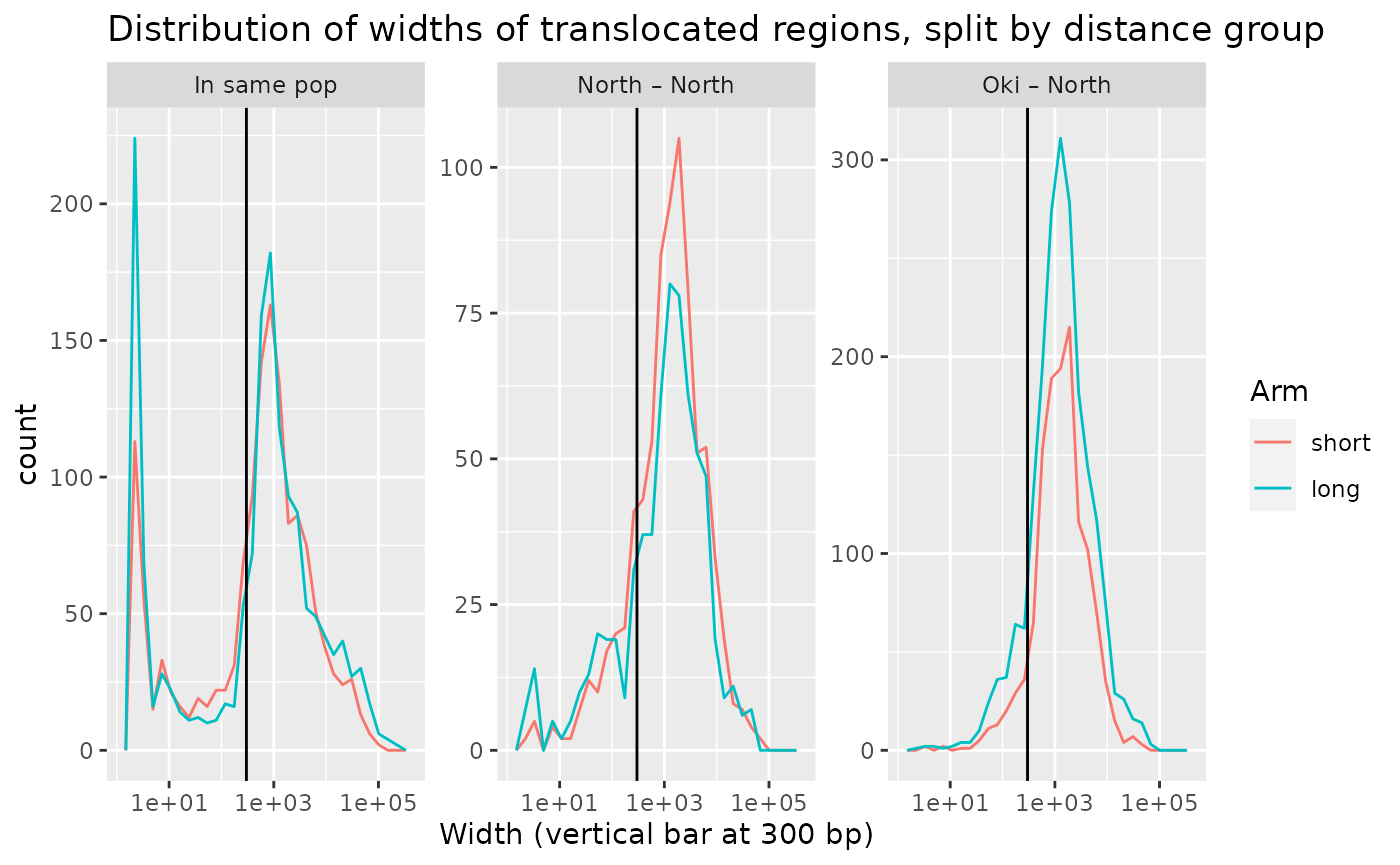 Distribution of widths of translocated regions, split by distance group
In same pop
North – North
Oki – North
count
200
150
100
50
0
100
75
50
25
0
300
200
100
0
1e+01 1e+03 1e+05
1e+01 1e+03 1e+05
1e+01 1e+03 1e+05
Width (vertical bar at 300 bp)
Arm
short
long